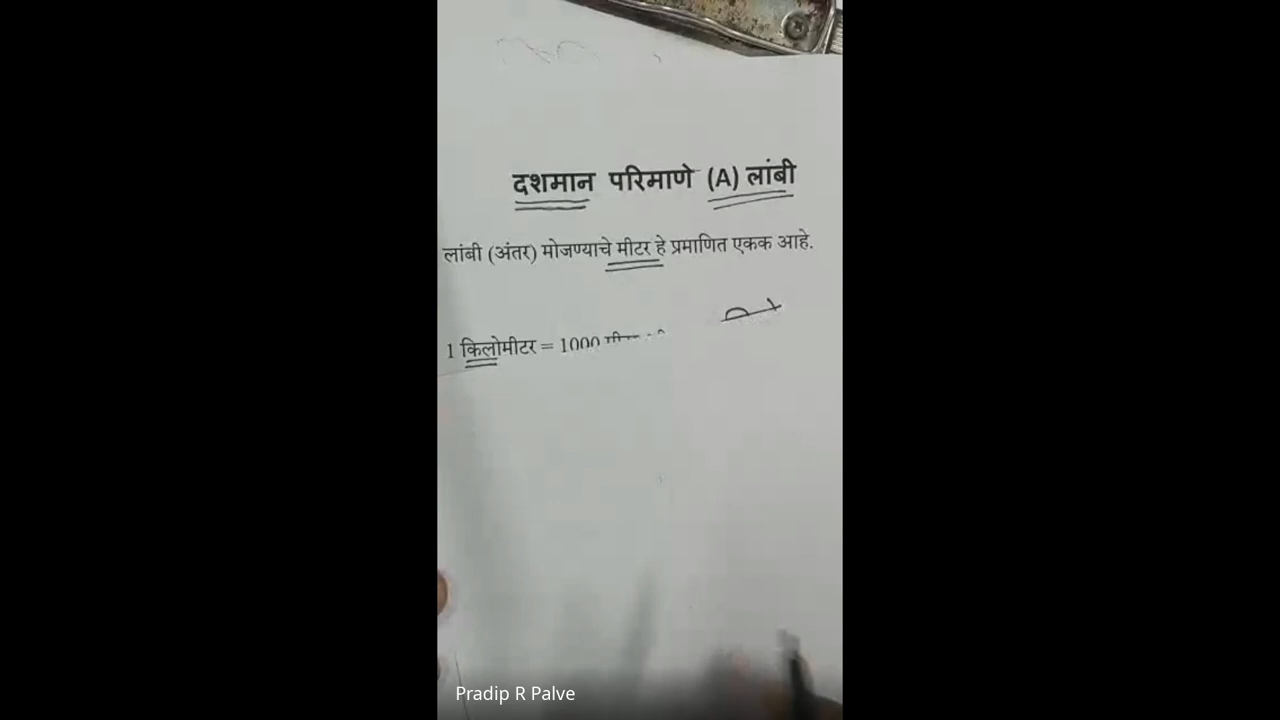 दशमान परिमाणे (A) लांबी
लांबी (अंतर) मोजण्याचे मीटर हे प्रमाणित एकक आहे.
1 किलोमीटर = 1000
Pradip R Palve